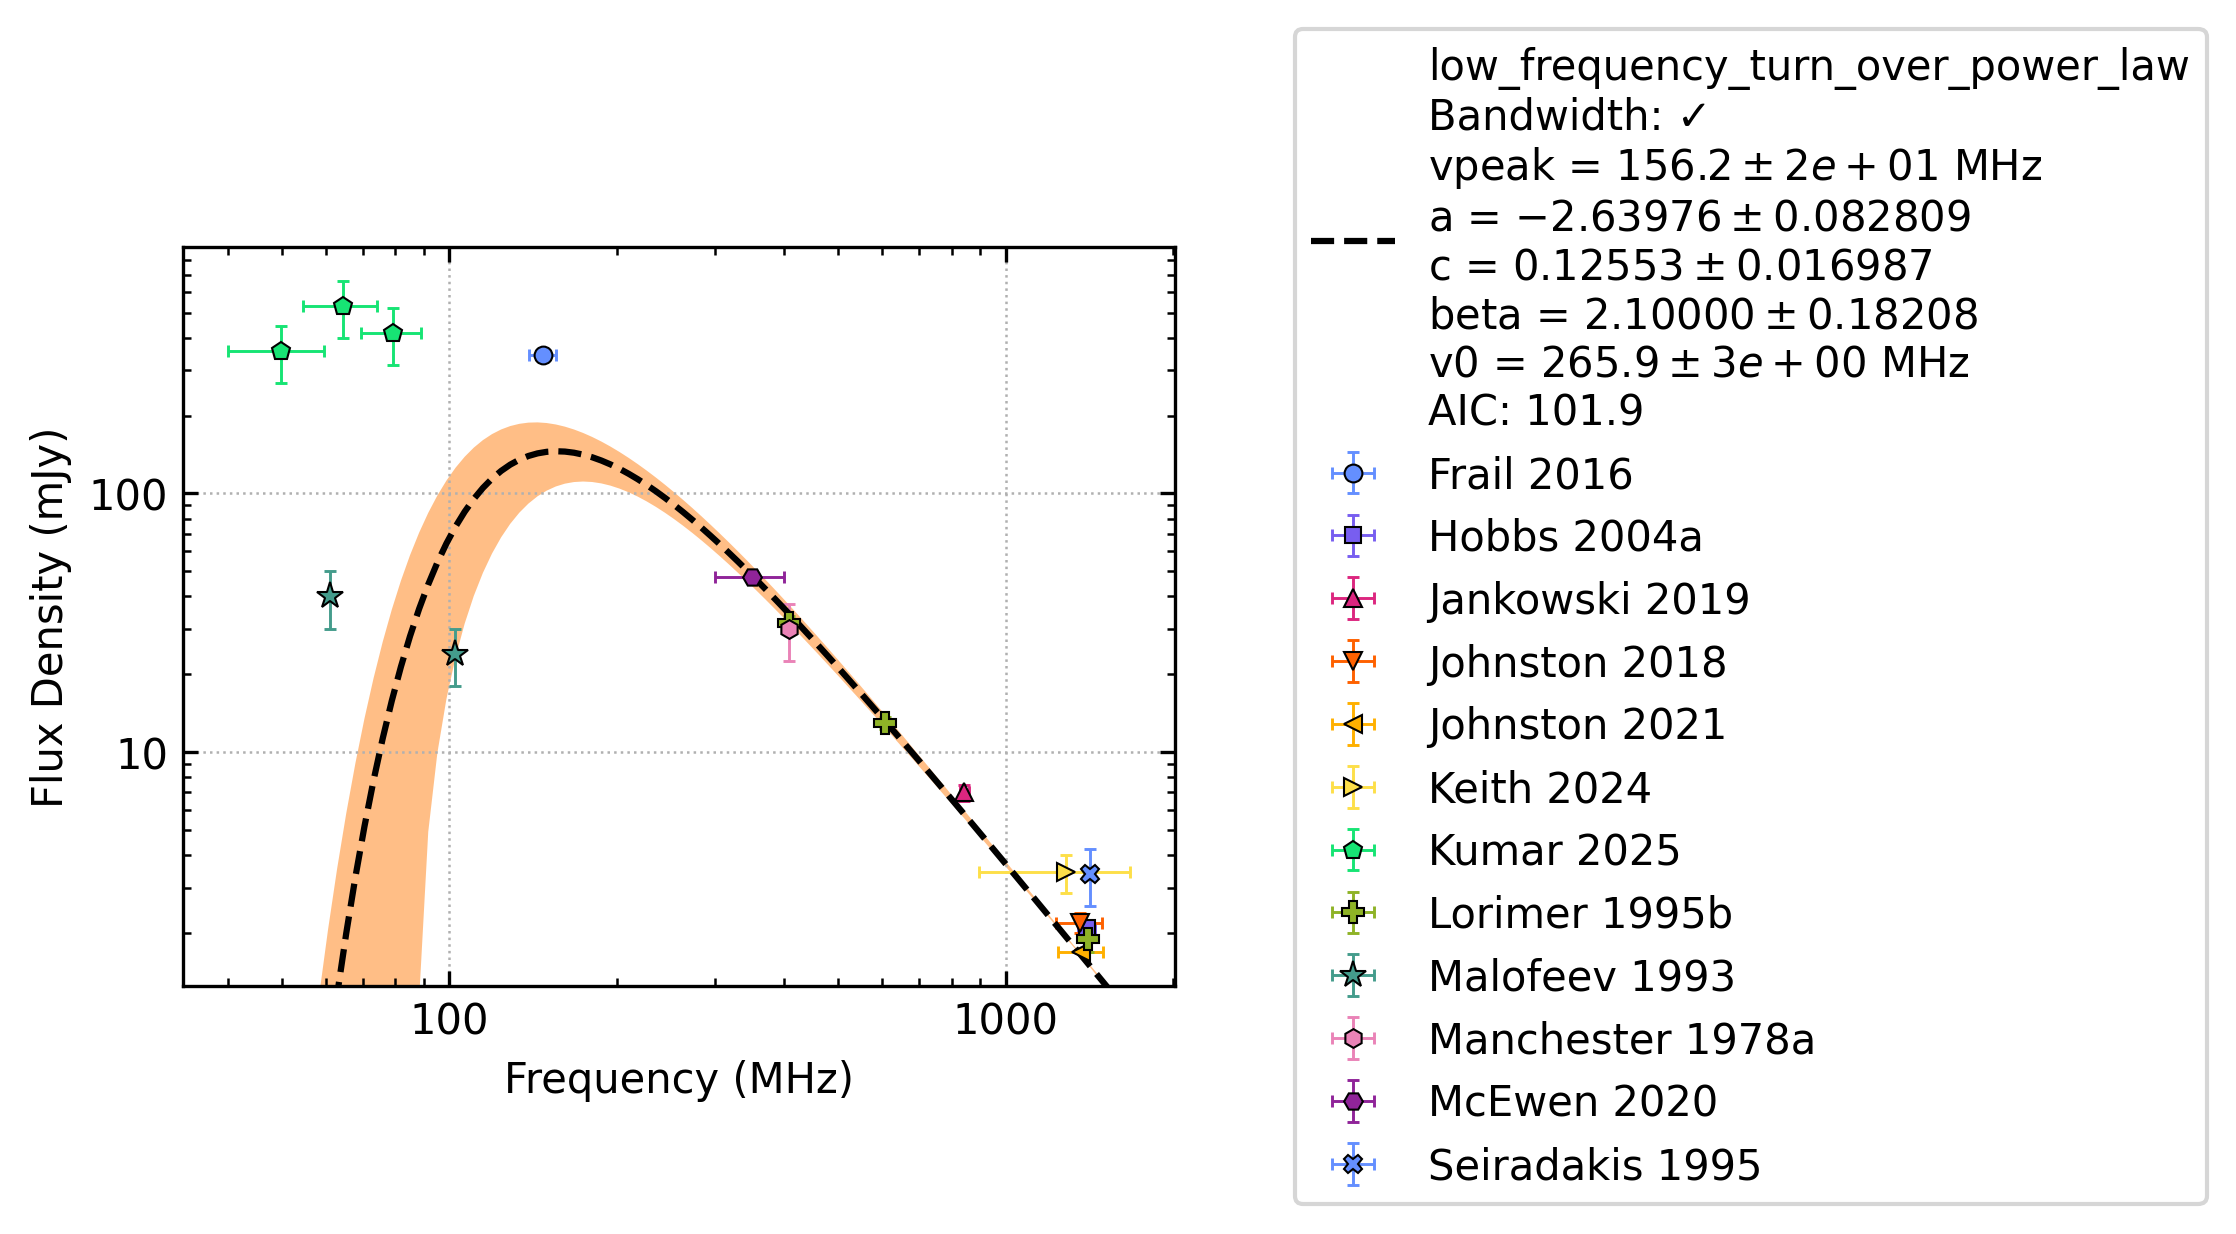 Flux Density (mJy)
100
10
100
1000
Frequency (MHz)
low_frequency_turn_over_power_law
Bandwidth: ✓
vpeak = 156.2 ± 2e + 01 MHz
a = −2.63976 ± 0.082809
c = 0.12553 ± 0.016987
beta = 2.10000 ± 0.18208
v0 = 265.9 ± 3e + 00 MHz
AIC: 101.9
Frail 2016
Hobbs 2004a
Jankowski 2019
Johnston 2018
Johnston 2021
Keith 2024
Kumar 2025
Lorimer 1995b
Malofeev 1993
Manchester 1978a
McEwen 2020
Seiradakis 1995